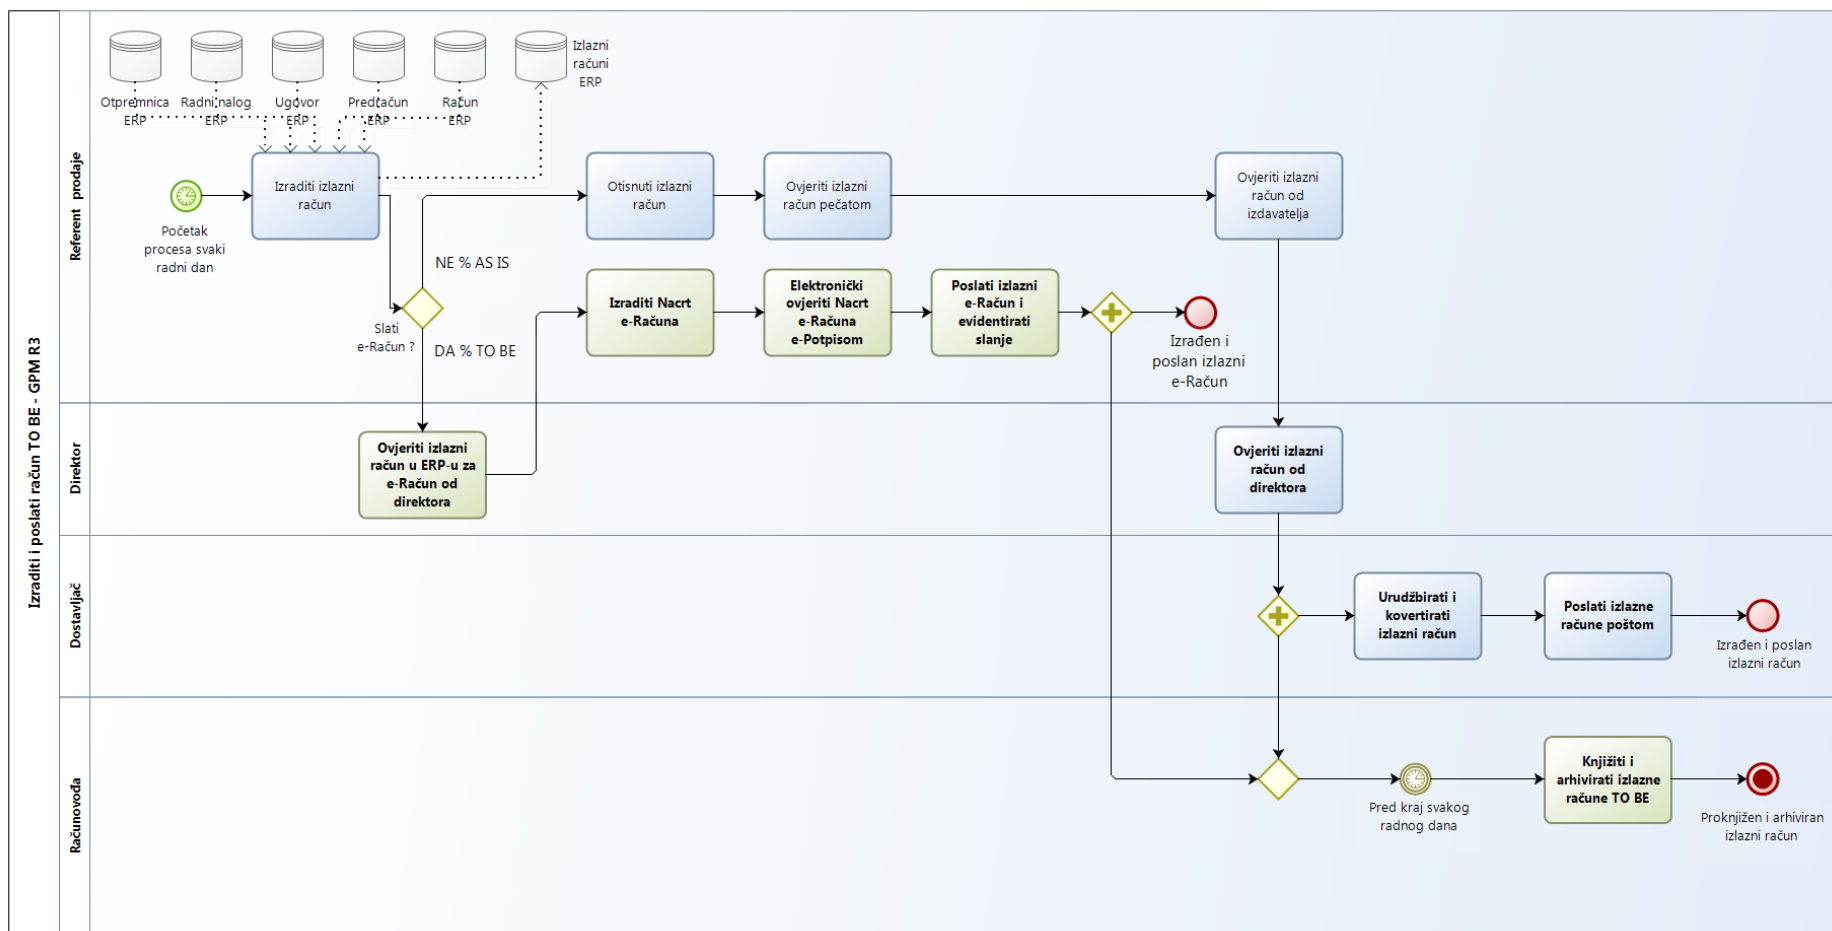 Izraditi i poslati račun TO BE - GPM R3
Referent prodaje
Otpremnica
ERP
Radni nalog
ERP
Ugovor
ERP
Predračun
ERP
Račun
ERP
Izlazni
računi
ERP
Početak
procesa svaki
radni dan
Izraditi izlazni
račun
Slati
e-Račun ?
NE % AS IS
DA % TO BE
Otisnuti izlazni
račun
Ovjeriti izlazni
račun pečatom
Ovjeriti izlazni
račun od
izdavatelja
Izraditi Nacrt
e-Računa
Elektronički
ovjeriti Nacrt
e-Računa
e-Potpisom
Poslati izlazni
e-Račun i
evidentirati
slanje
Izrađen i
poslan izlazni
e-Račun
Direktor
Ovjeriti izlazni
račun u ERP-u za
e-Račun od
direktora
Ovjeriti izlazni
račun od
direktora
Dostavljač
Urudžbirati i
kovertirati
izlazni račun
Poslati izlazne
račune poštom
Izrađen i poslan
izlazni račun
Računovođa
Pred kraj svakog
radnog dana
Knjižiti i
arhivirati izlazne
račune TO BE
Proknjižen i arhiviran
izlazni račun